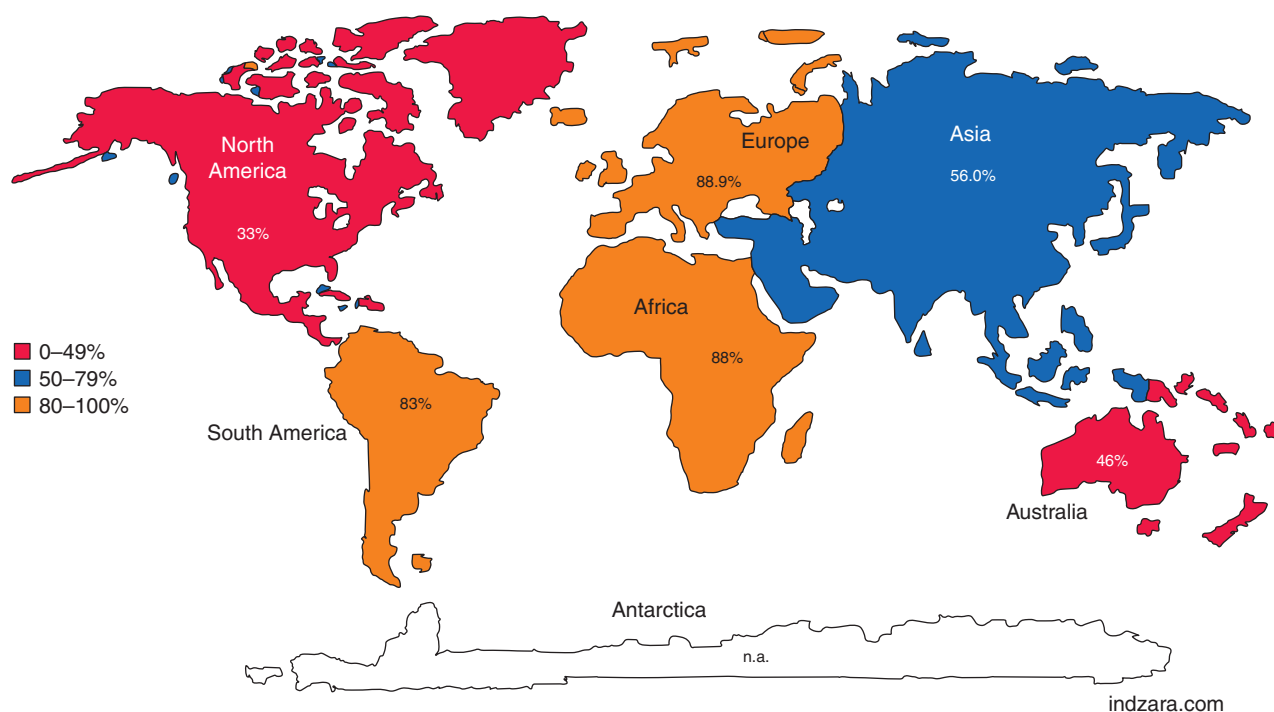 North
America
33%
Europe
88.9%
Asia
56.0%
Africa
88%
0–49%
50–79%
80–100%
83%
South America
46%
Australia
Antarctica
n.a.
indzara.com